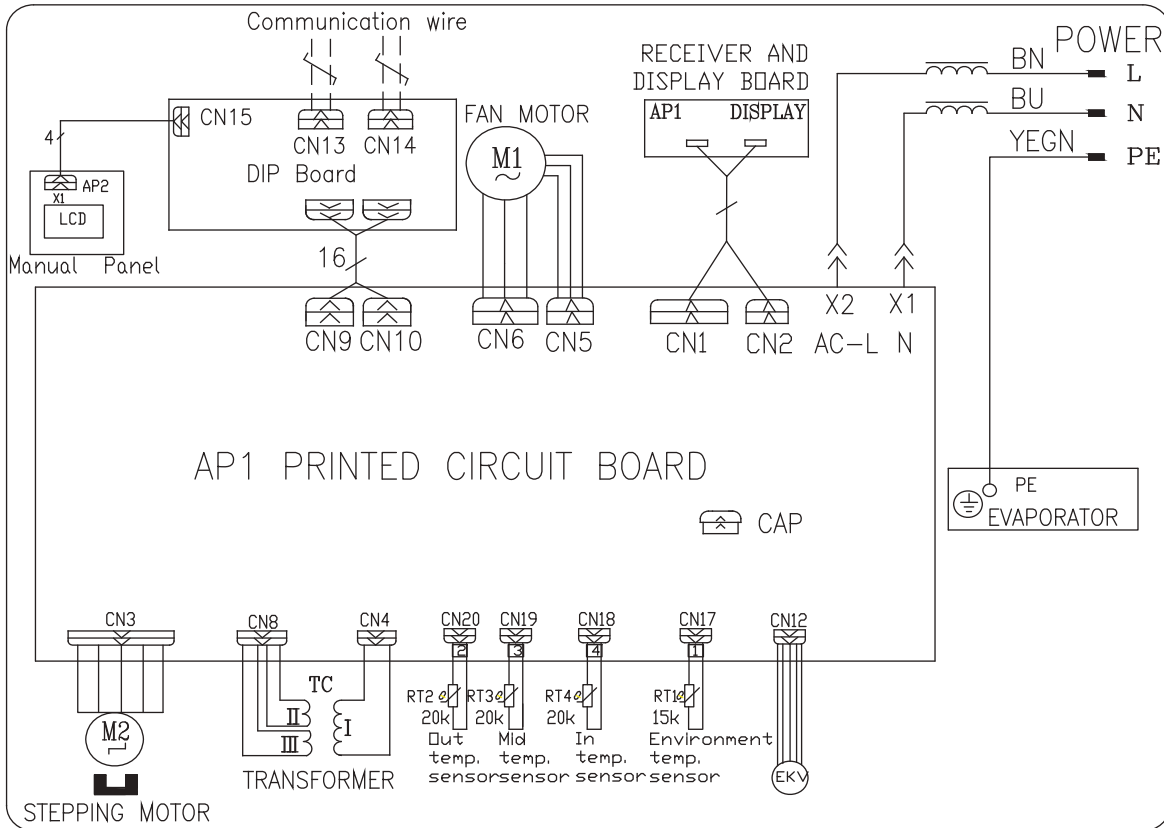 Communication wire
POWER
RECEIVER AND
DISPLAY BOARD
BN
L
BU
N
YEGN
PE
CN15
CN13
CN14
FAN MOTOR
AP1
DISPLAY
4
M1
~
DIP Board
AP2
X1
LCD
Manual Panel
16
CN9
CN10
CN6
CN5
CN1
CN2
X2
X1
AC-L
N
AP1 PRINTED CIRCUIT BOARD
PE
EVAPORATOR
CAP
CN3
CN8
CN4
CN20
CN19
CN18
CN17
CN12
2
3
4
1
TC
II
III
I
M2
RT2
20k
RT3
20k
RT4
20k
RT1
15k
Out
temp.
sensor
Mid
temp.
sensor
In
temp.
sensor
Environment
temp.
sensor
EKV
TRANSFORMER
STEPPING MOTOR